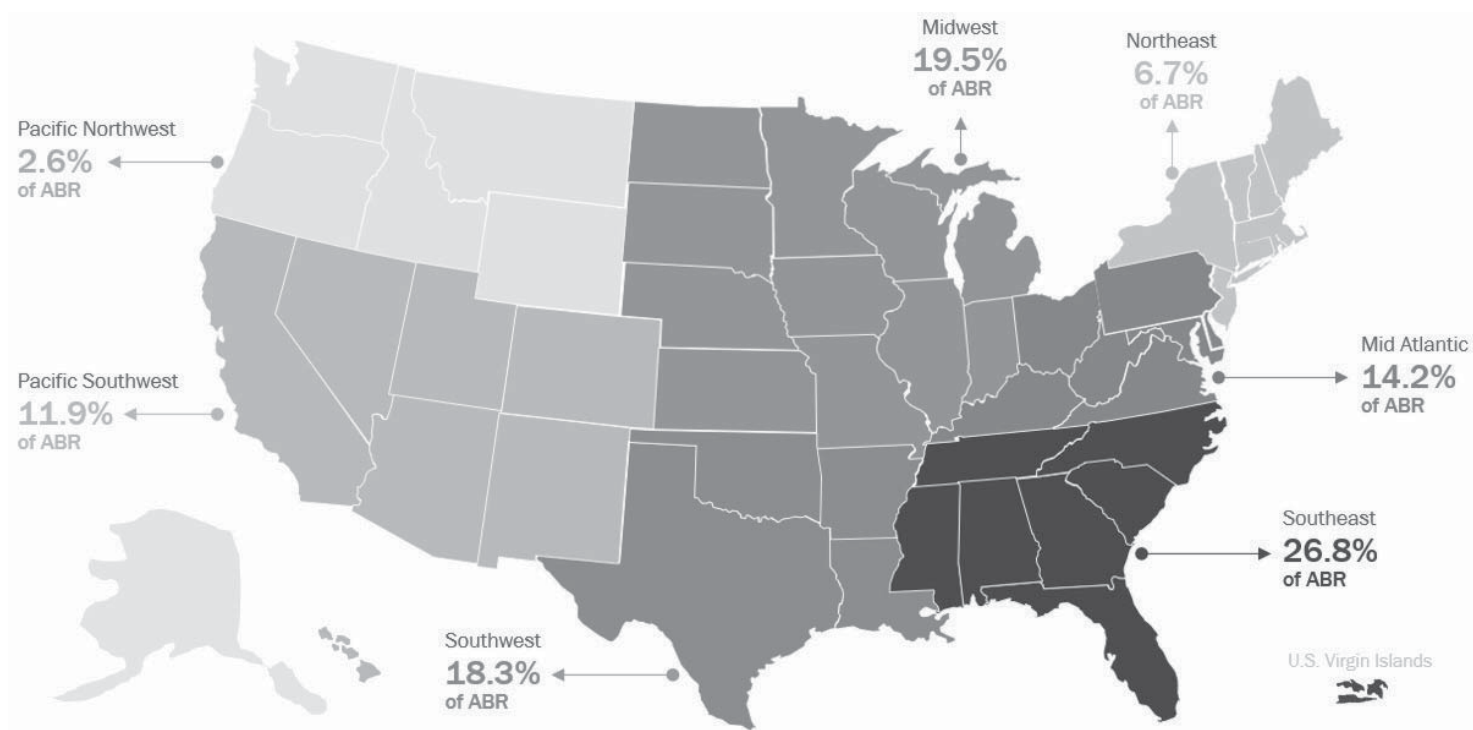 Midwest
19.5%
of ABR
Northeast
6.7%
of ABR
Pacific Northwest
2.6%
of ABR
Mid Atlantic
14.2%
of ABR
Pacific Southwest
11.9%
of ABR
Southeast
26.8%
of ABR
Southwest
18.3%
of ABR
U.S. Virgin Islands